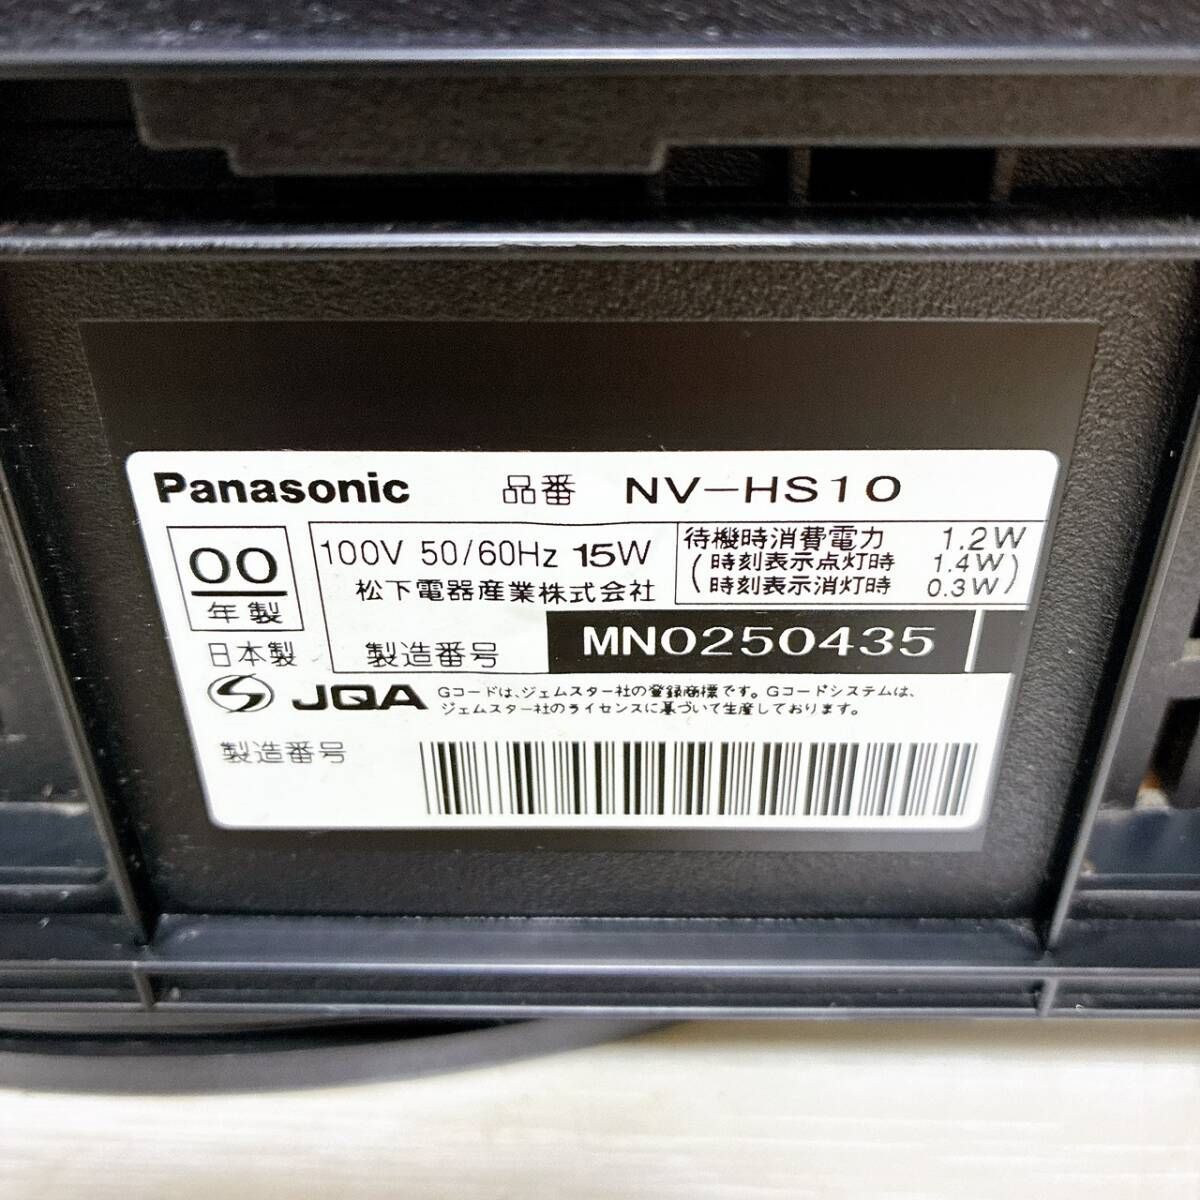 Panasonic 品番 NV-HS10
00
年製
日本製
100V 50/60Hz 15W
松下電器産業株式会社
待機時消費電力 1.2W
(時刻表示点灯時 1.4W
時刻表示消灯時 0.3W)
製造番号 MN0250435
JQA
Gコードは、ジェムスター社の登録商標です。Gコードシステムは、
ジェムスター社のライセンスに基づいて生産しております。
製造番号